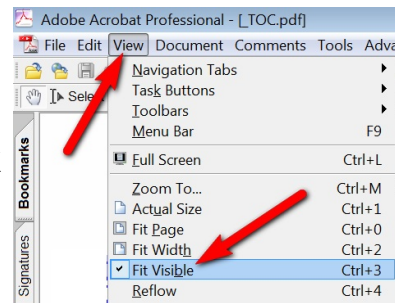 Adobe Acrobat Professional - [_TOC.pdf]
File Edit View Document Comments Tools
Navigation Tabs
Select
Task Buttons
Toolbars
Menu Bar F9
Full Screen Ctrl+L
Zoom To... Ctrl+M
Actual Size Ctrl+1
Fit Page Ctrl+0
Fit Width Ctrl+2
Fit Visible Ctrl+3
Reflow Ctrl+4
Bookmarks
Signatures